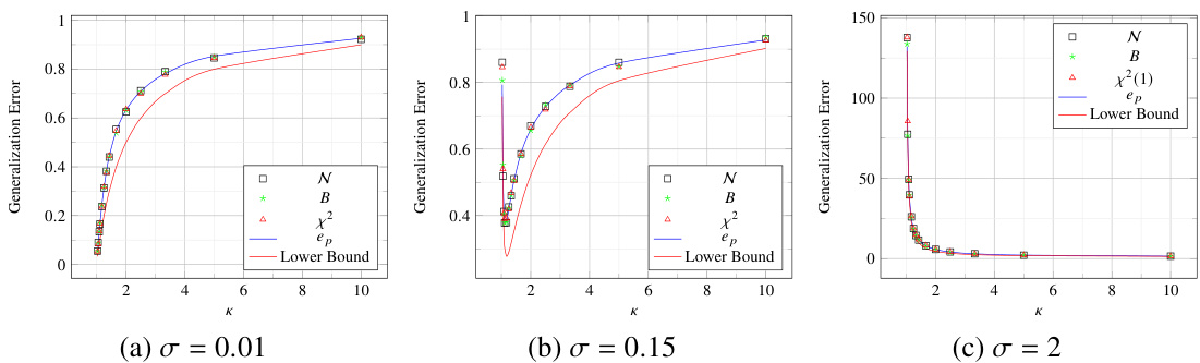 1
0.8
0.6
0.4
0.2
0
Generalization Error
2 4 6 8 10
κ
𝒩
ℬ
χ²
e_p
Lower Bound
(a) σ = 0.01
1
0.8
0.6
0.4
Generalization Error
2 4 6 8 10
κ
𝒩
ℬ
χ²
e_p
Lower Bound
(b) σ = 0.15
150
100
50
0
Generalization Error
2 4 6 8 10
κ
𝒩
ℬ
χ²(1)
e_p
Lower Bound
(c) σ = 2